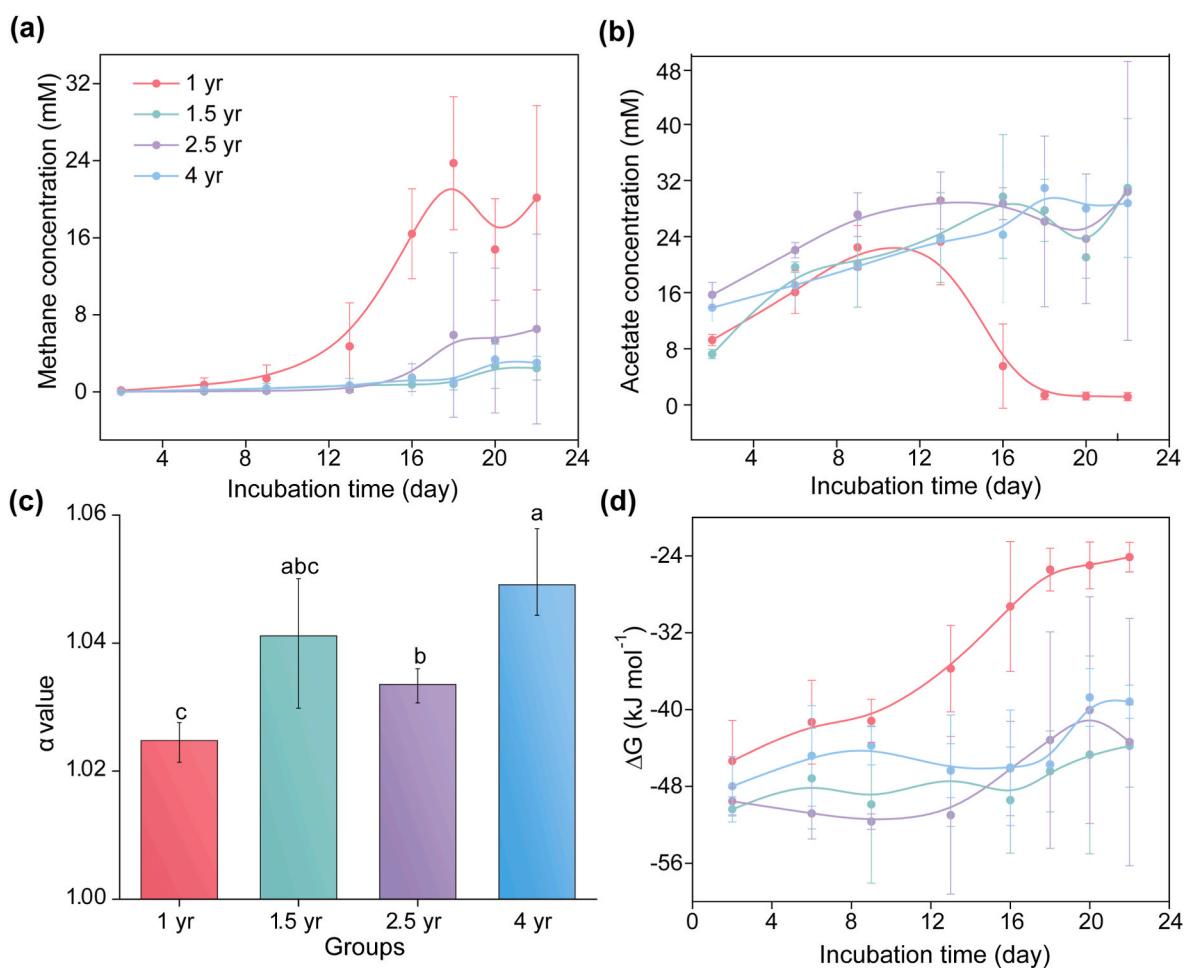 (a)
Methane concentration (mM)
32
24
16
8
0
1 yr
1.5 yr
2.5 yr
4 yr
4 8 12 16 20 24
Incubation time (day)
(b)
Acetate concentration (mM)
48
40
32
24
16
8
0
4 8 12 16 20 24
Incubation time (day)
(c)
α value
1.06
1.04
1.02
1.00
c
abc
b
a
1 yr 1.5 yr 2.5 yr 4 yr
Groups
(d)
ΔG (kJ mol⁻¹)
-24
-32
-40
-48
-56
0 4 8 12 16 20 24
Incubation time (day)